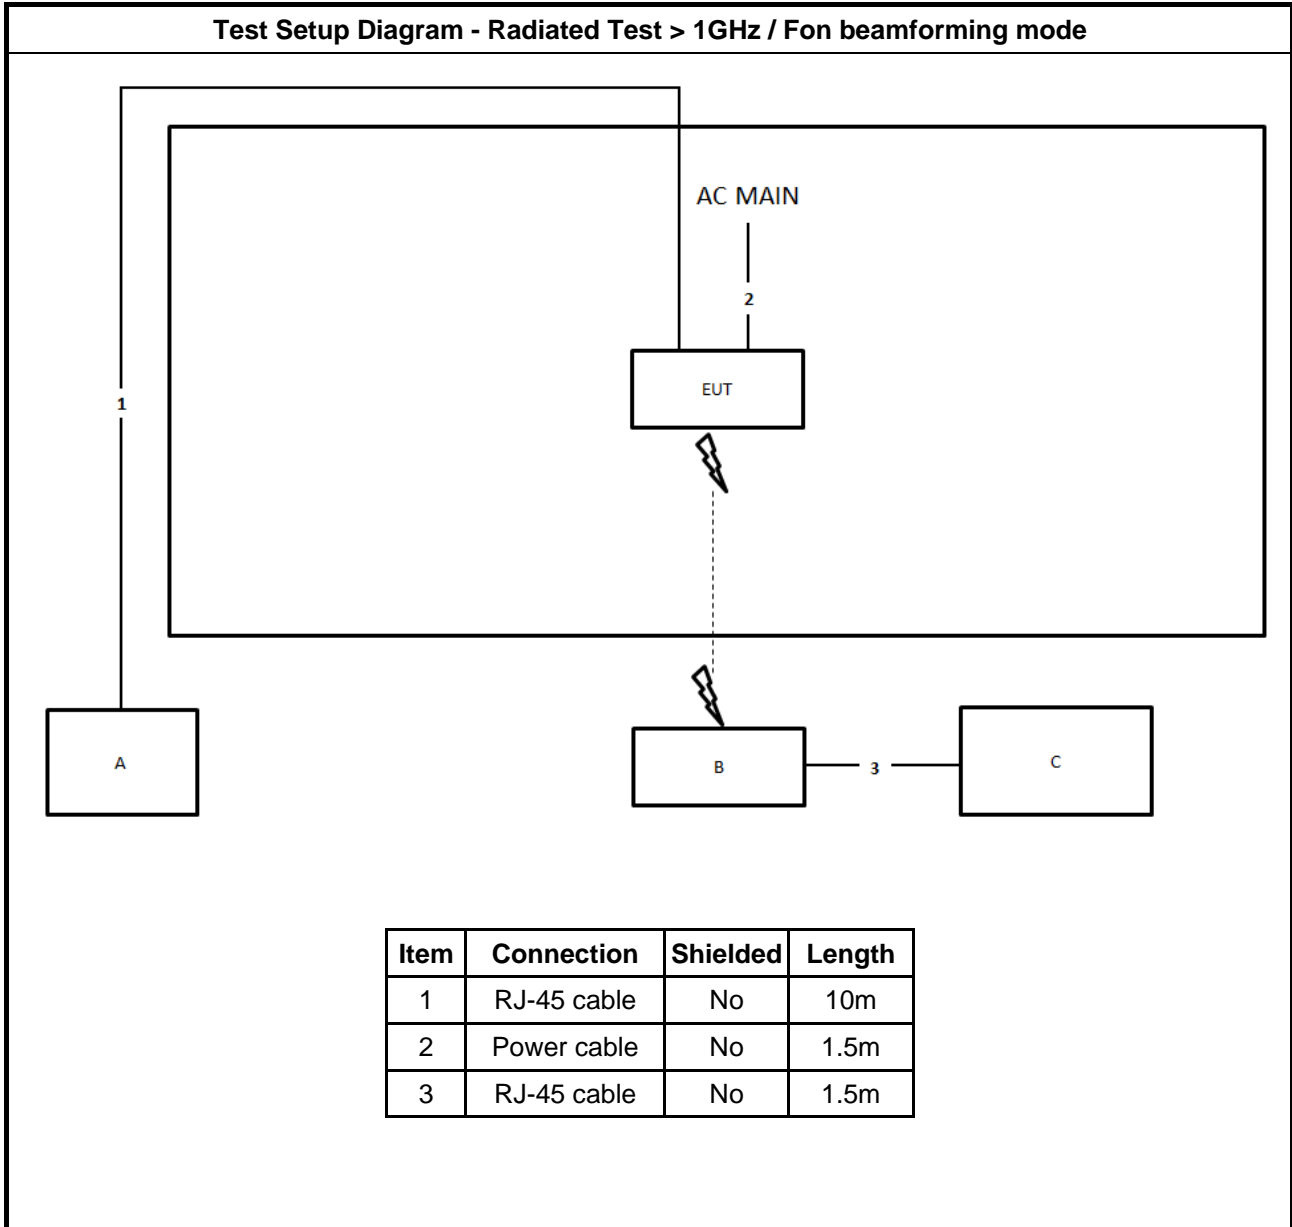 Test Setup Diagram - Radiated Test > 1GHz / Fon beamforming mode
AC MAIN
2
EUT
1
A
B
3
C
Item Connection Shielded Length
1 RJ-45 cable No 10m
2 Power cable No 1.5m
3 RJ-45 cable No 1.5m